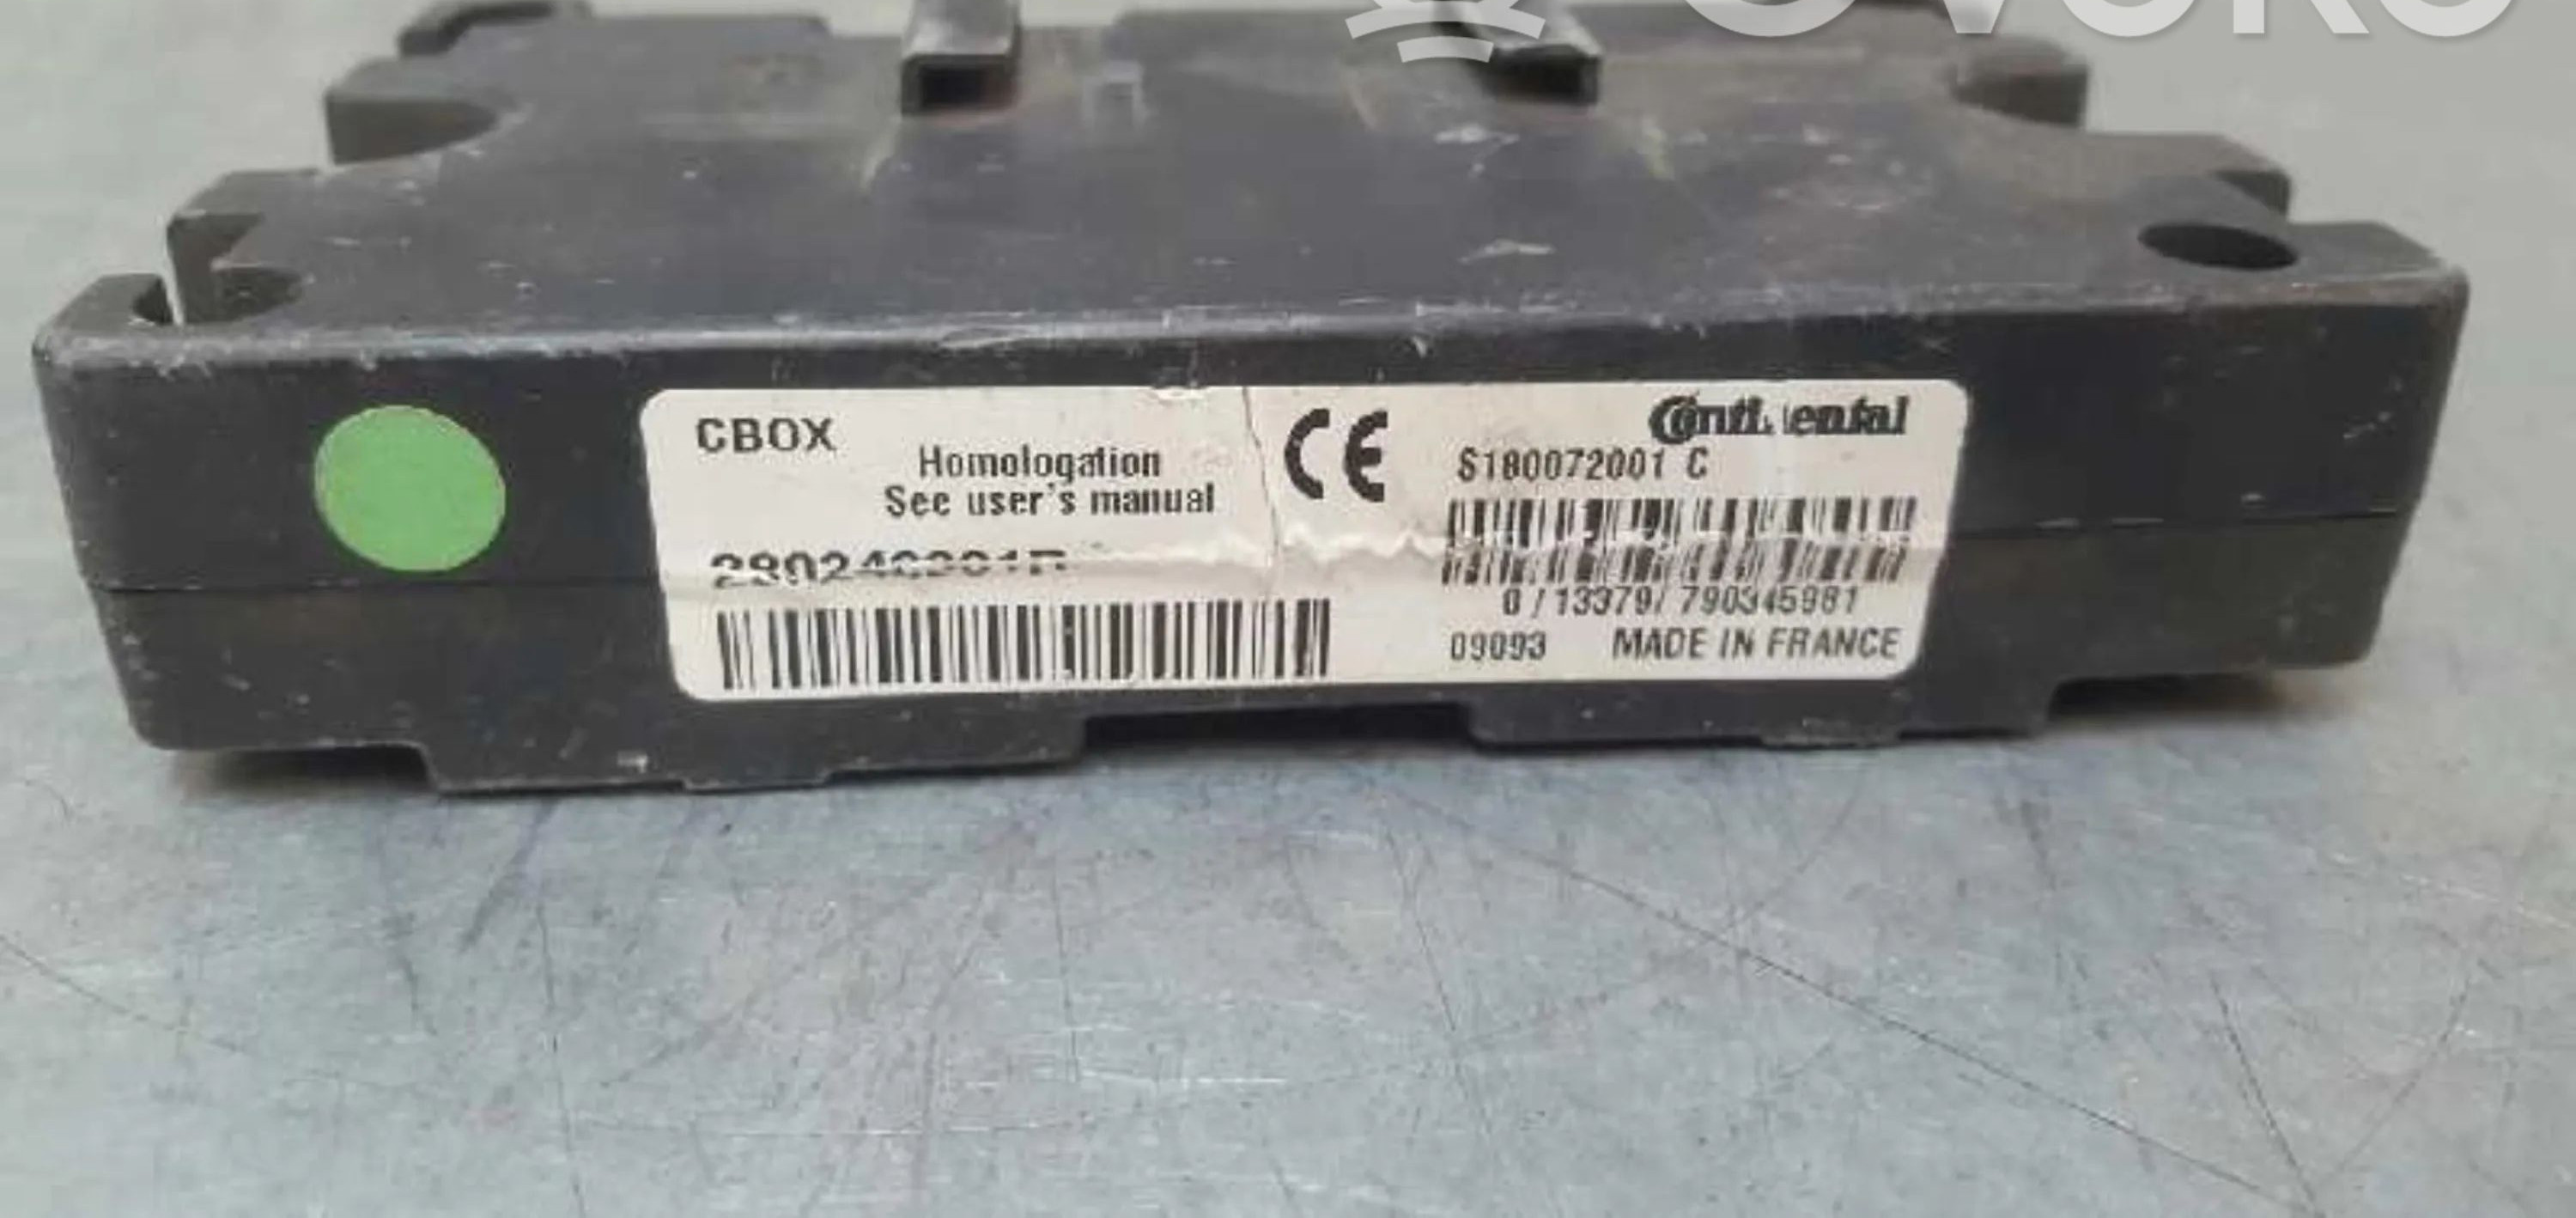 CBOX
Homologation
See user's manual
CE
Continental
S180072001 C
0 / 13379/ 790345981
09093 MADE IN FRANCE